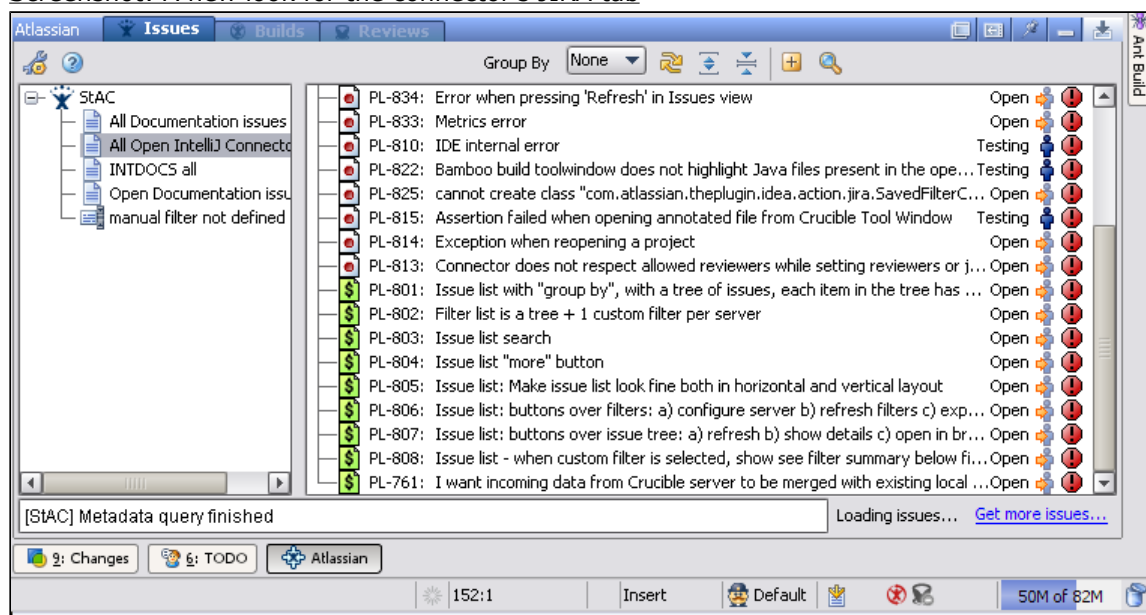 Atlassian Issues Builds Reviews
Group By None
StAC
All Documentation issues
All Open IntelliJ Connecto
INTDOCS all
Open Documentation issu
manual filter not defined
PL-834: Error when pressing 'Refresh' in Issues view Open
PL-833: Metrics error Open
PL-810: IDE internal error Testing
PL-822: Bamboo build toolwindow does not highlight Java files present in the ope... Testing
PL-825: cannot create class "com.atlassian.theplugin.idea.action.jira.SavedFilterC... Open
PL-815: Assertion failed when opening annotated file from Crucible Tool Window Testing
PL-814: Exception when reopening a project Open
PL-813: Connector does not respect allowed reviewers while setting reviewers or j... Open
PL-801: Issue list with "group by", with a tree of issues, each item in the tree has ... Open
PL-802: Filter list is a tree + 1 custom filter per server Open
PL-803: Issue list search Open
PL-804: Issue list "more" button Open
PL-805: Issue list: Make issue list look fine both in horizontal and vertical layout Open
PL-806: Issue list: buttons over filters: a) configure server b) refresh filters c) exp... Open
PL-807: Issue list: buttons over issue tree: a) refresh b) show details c) open in br... Open
PL-808: Issue list - when custom filter is selected, show see filter summary below fi... Open
PL-761: I want incoming data from Crucible server to be merged with existing local ... Open
[StAC] Metadata query finished Loading issues... Get more issues...
9: Changes 6: TODO Atlassian
152:1 Insert Default 50M of 82M
Ant Build